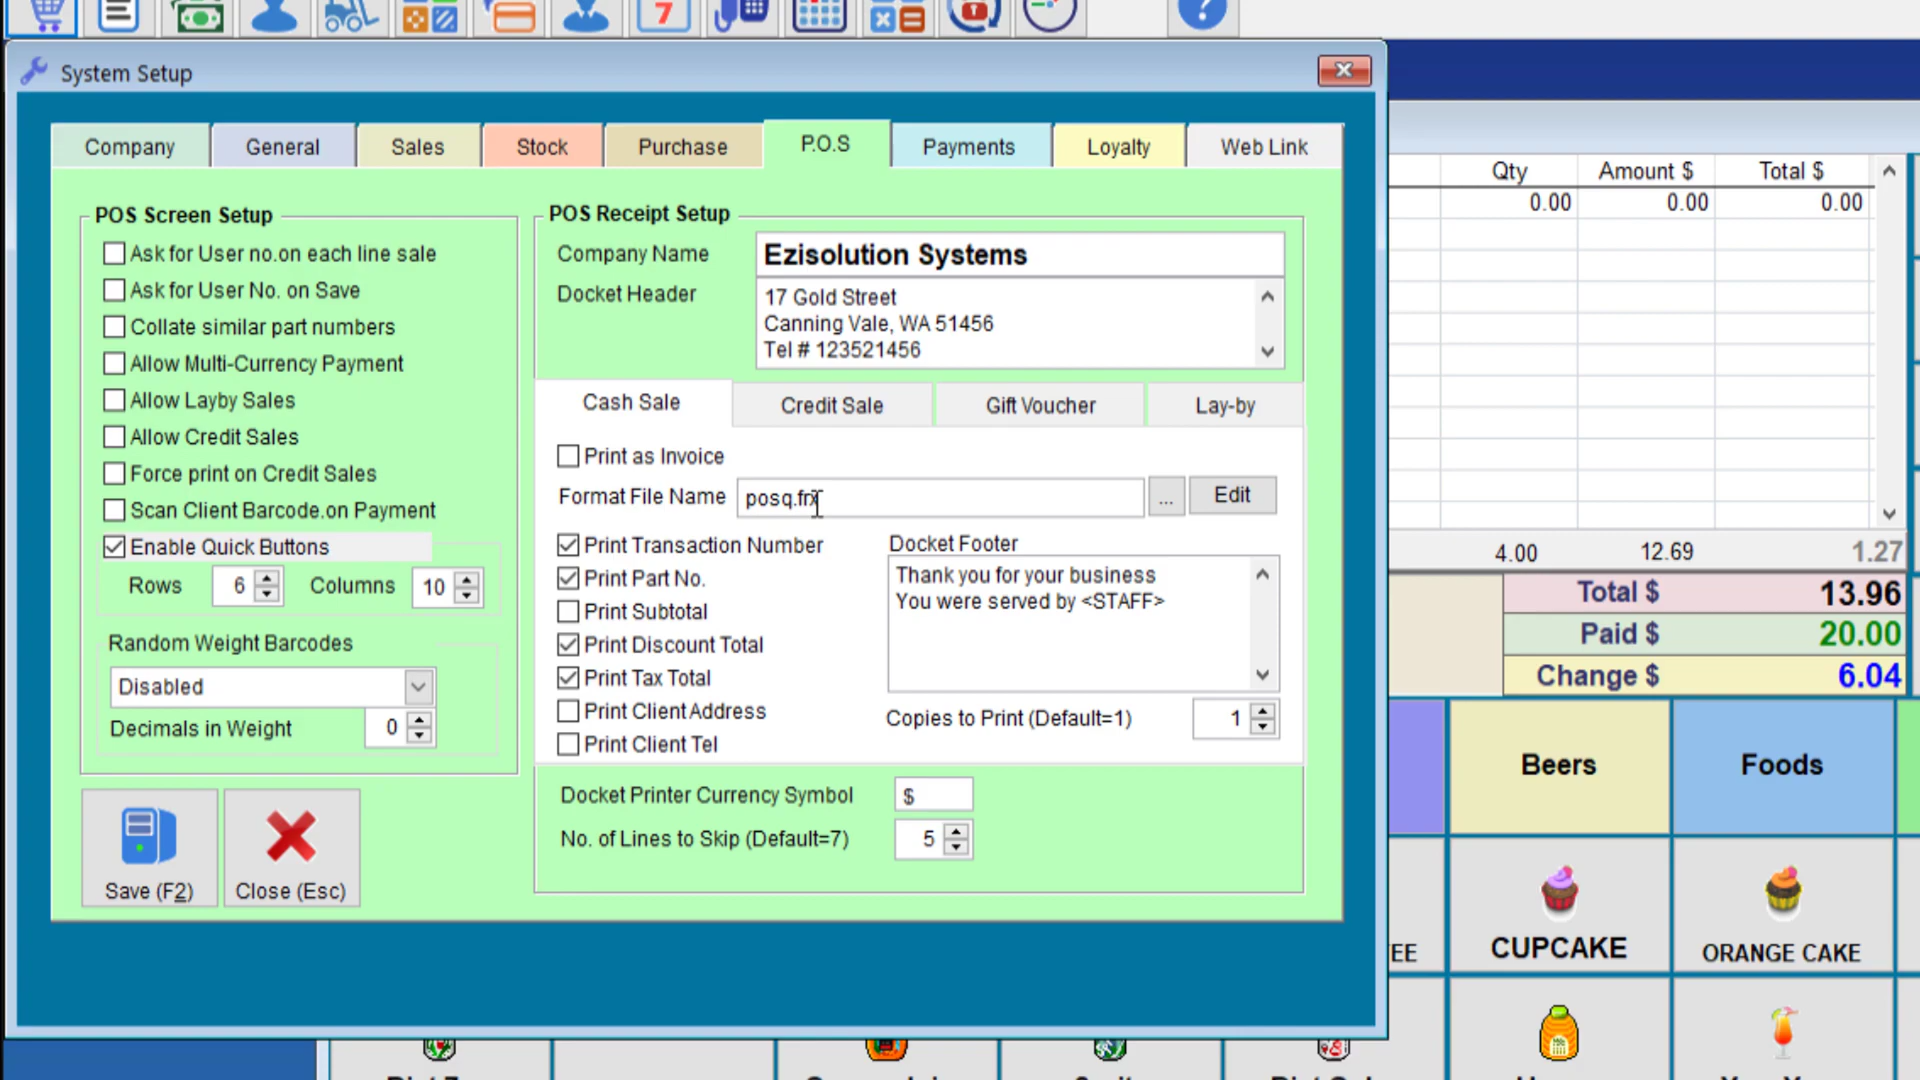 7
?
System Setup
Company
General
Sales
Stock
Purchase
P.O.S
Payments
Loyalty
Web Link
POS Screen Setup
Ask for User no.on each line sale
Ask for User No. on Save
Collate similar part numbers
Allow Multi-Currency Payment
Allow Layby Sales
Allow Credit Sales
Force print on Credit Sales
Scan Client Barcode.on Payment
Enable Quick Buttons
Rows 6 Columns 10
Random Weight Barcodes
Disabled
Decimals in Weight 0
Save (F2)
Close (Esc)
POS Receipt Setup
Company Name Ezisolution Systems
Docket Header 17 Gold Street
Canning Vale, WA 51456
Tel # 123521456
Cash Sale
Credit Sale
Gift Voucher
Lay-by
Print as Invoice
Format File Name posq.frx ... Edit
Print Transaction Number
Print Part No.
Print Subtotal
Print Discount Total
Print Tax Total
Print Client Address
Print Client Tel
Docket Footer
Thank you for your business
You were served by <STAFF>
Copies to Print (Default=1) 1
Docket Printer Currency Symbol $
No. of Lines to Skip (Default=7) 5
Qty Amount $ Total $
0.00 0.00 0.00
4.00 12.69 1.27
Total $ 13.96
Paid $ 20.00
Change $ 6.04
Beers
Foods
EE
CUPCAKE
ORANGE CAKE